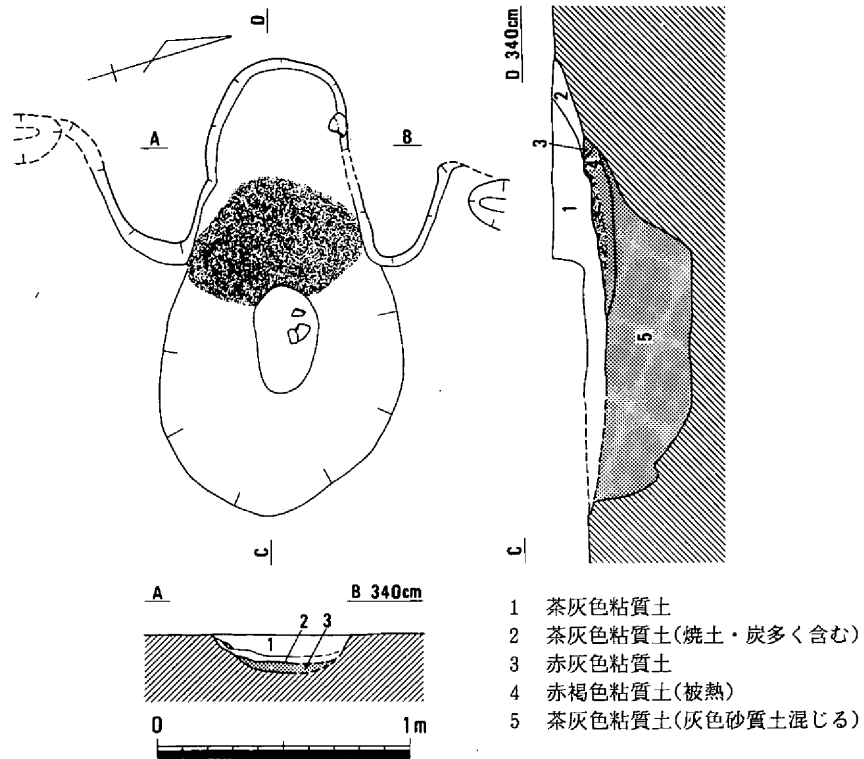 D
D 340cm
A
B
2
3
4
1
5
C
C
A
B 340cm
2 3
1
0
1m
1 茶灰色粘質土
2 茶灰色粘質土(焼土・炭多く含む)
3 赤灰色粘質土
4 赤褐色粘質土(被熱)
5 茶灰色粘質土(灰色砂質土混じる)